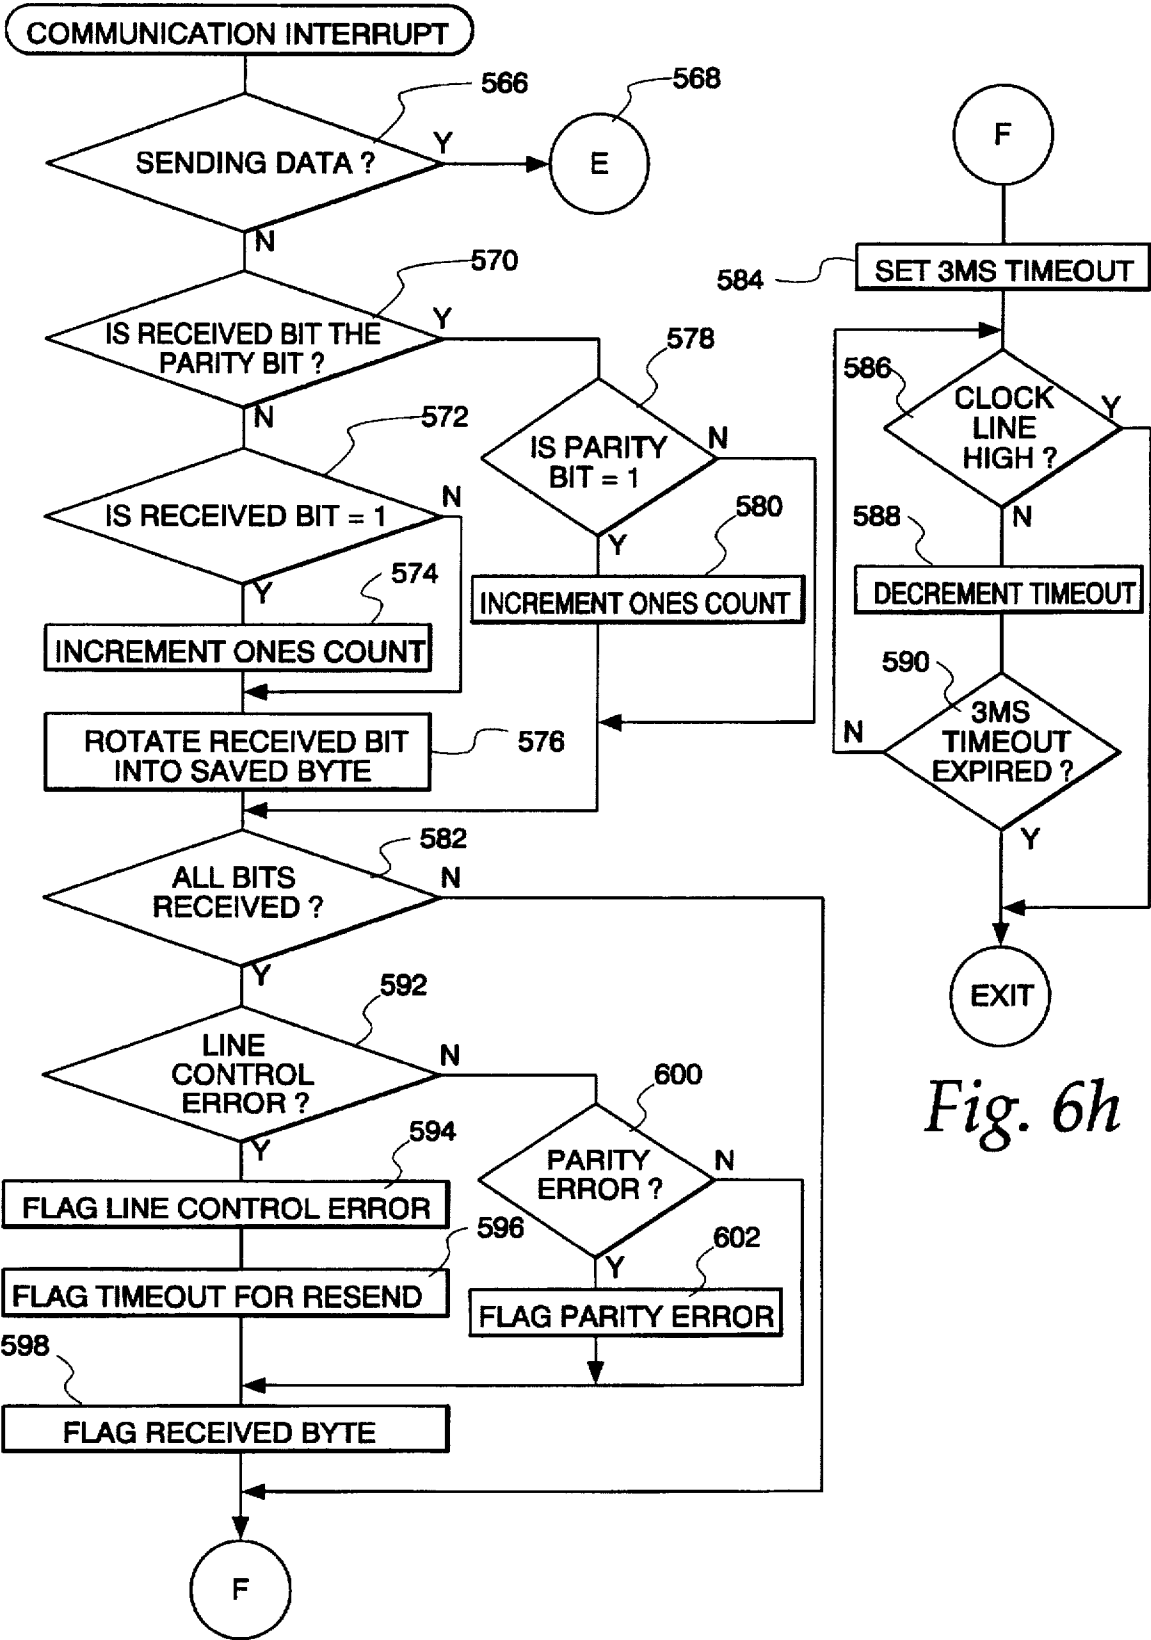 COMMUNICATION INTERRUPT
566
SENDING DATA ?
Y
E
568
N
570
IS RECEIVED BIT THE
PARITY BIT ?
Y
N
572
IS RECEIVED BIT = 1
N
Y
574
INCREMENT ONES COUNT
ROTATE RECEIVED BIT
INTO SAVED BYTE
576
578
IS PARITY
BIT = 1
N
Y
580
INCREMENT ONES COUNT
582
ALL BITS
RECEIVED ?
N
Y
592
LINE
CONTROL
ERROR ?
N
Y
594
FLAG LINE CONTROL ERROR
596
FLAG TIMEOUT FOR RESEND
600
PARITY
ERROR ?
N
Y
602
FLAG PARITY ERROR
598
FLAG RECEIVED BYTE
F
F
584
SET 3MS TIMEOUT
586
CLOCK
LINE
HIGH ?
Y
N
588
DECREMENT TIMEOUT
590
3MS
TIMEOUT
EXPIRED ?
N
Y
EXIT
Fig. 6h